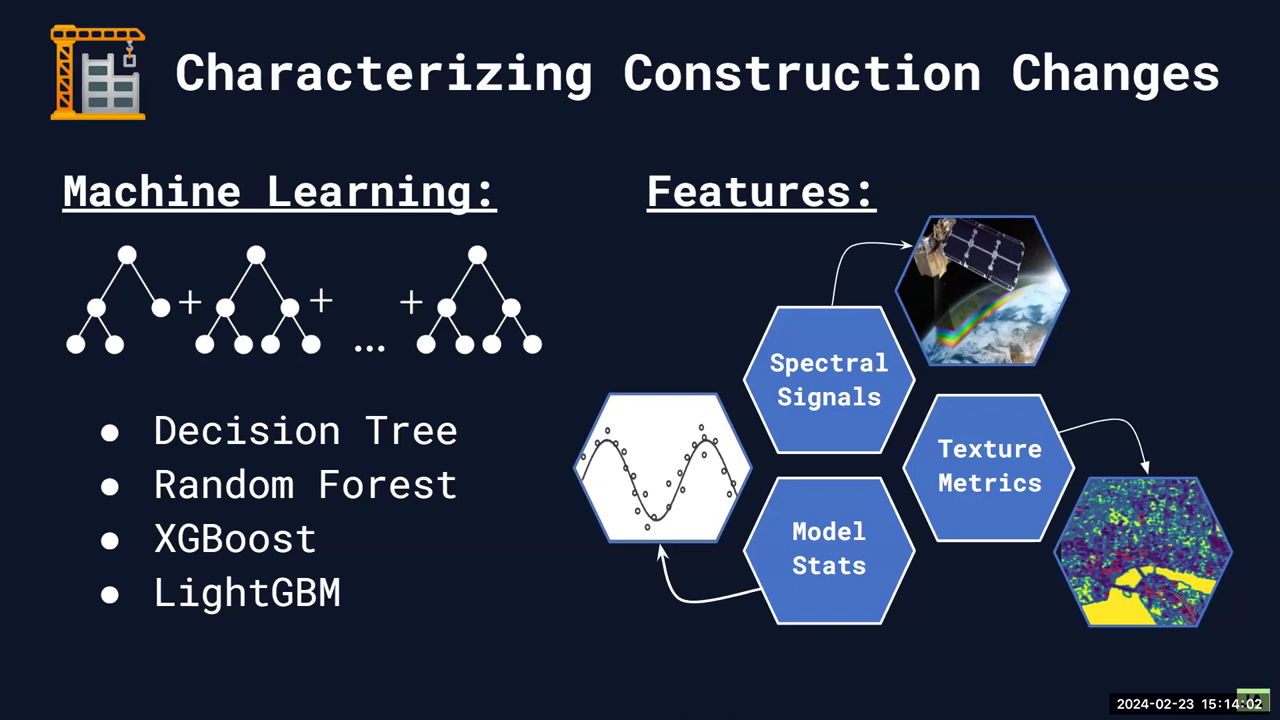 Characterizing Construction Changes
Machine Learning:
+
+
...
+
● Decision Tree
● Random Forest
● XGBoost
● LightGBM
Features:
Spectral
Signals
Texture
Metrics
Model
Stats
2024-02-23 15:14:02